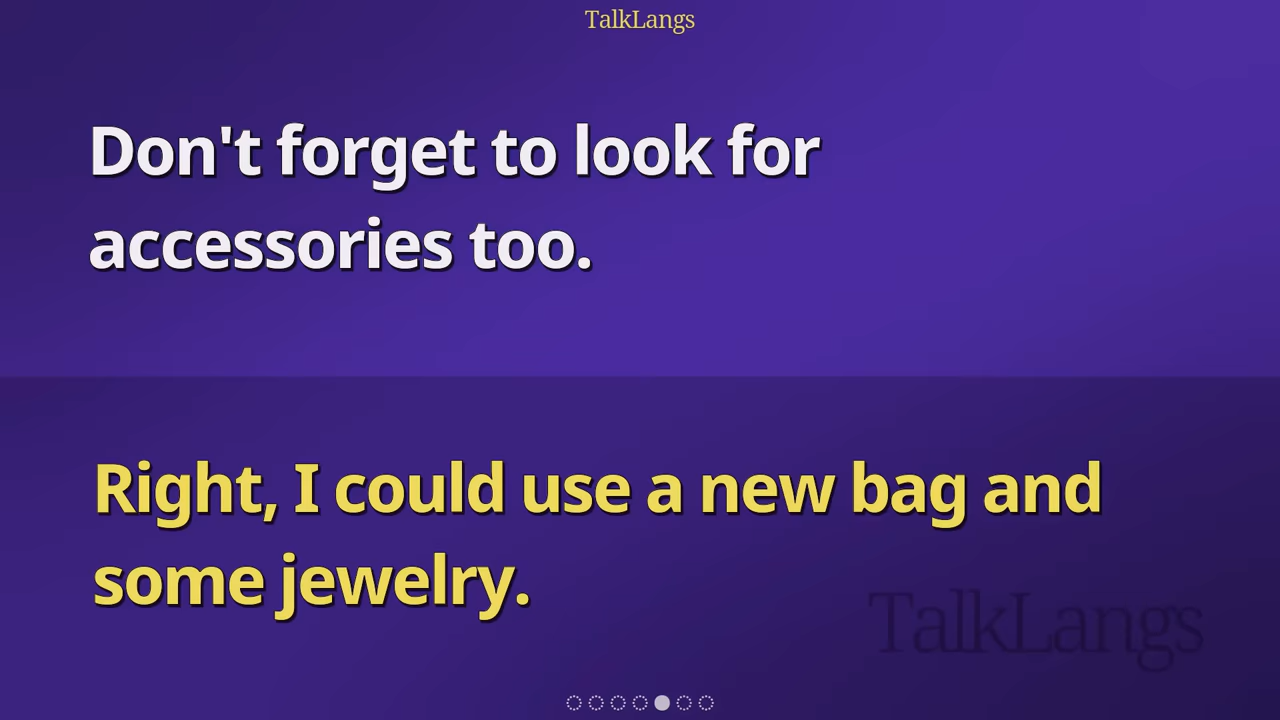 TalkLangs
Don't forget to look for
accessories too.
Right, I could use a new bag and
some jewelry.
TalkLangs